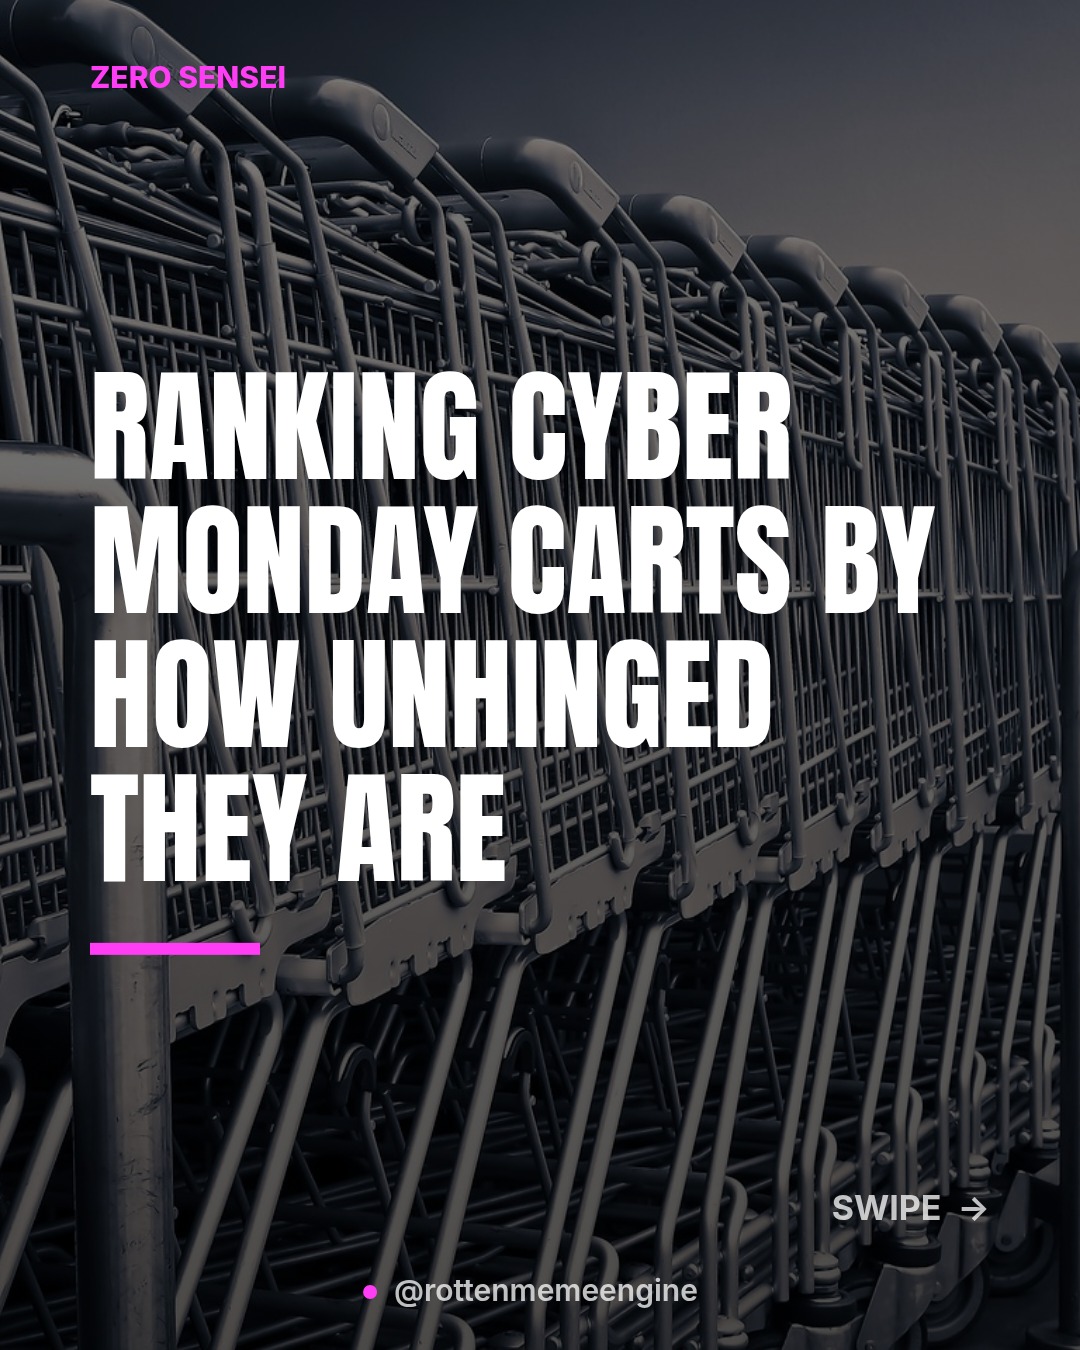 ZERO SENSEI
RANKING CYBER
MONDAY CARTS BY
HOW UNHINGED
THEY ARE
SWIPE →
@rottenmemeengine